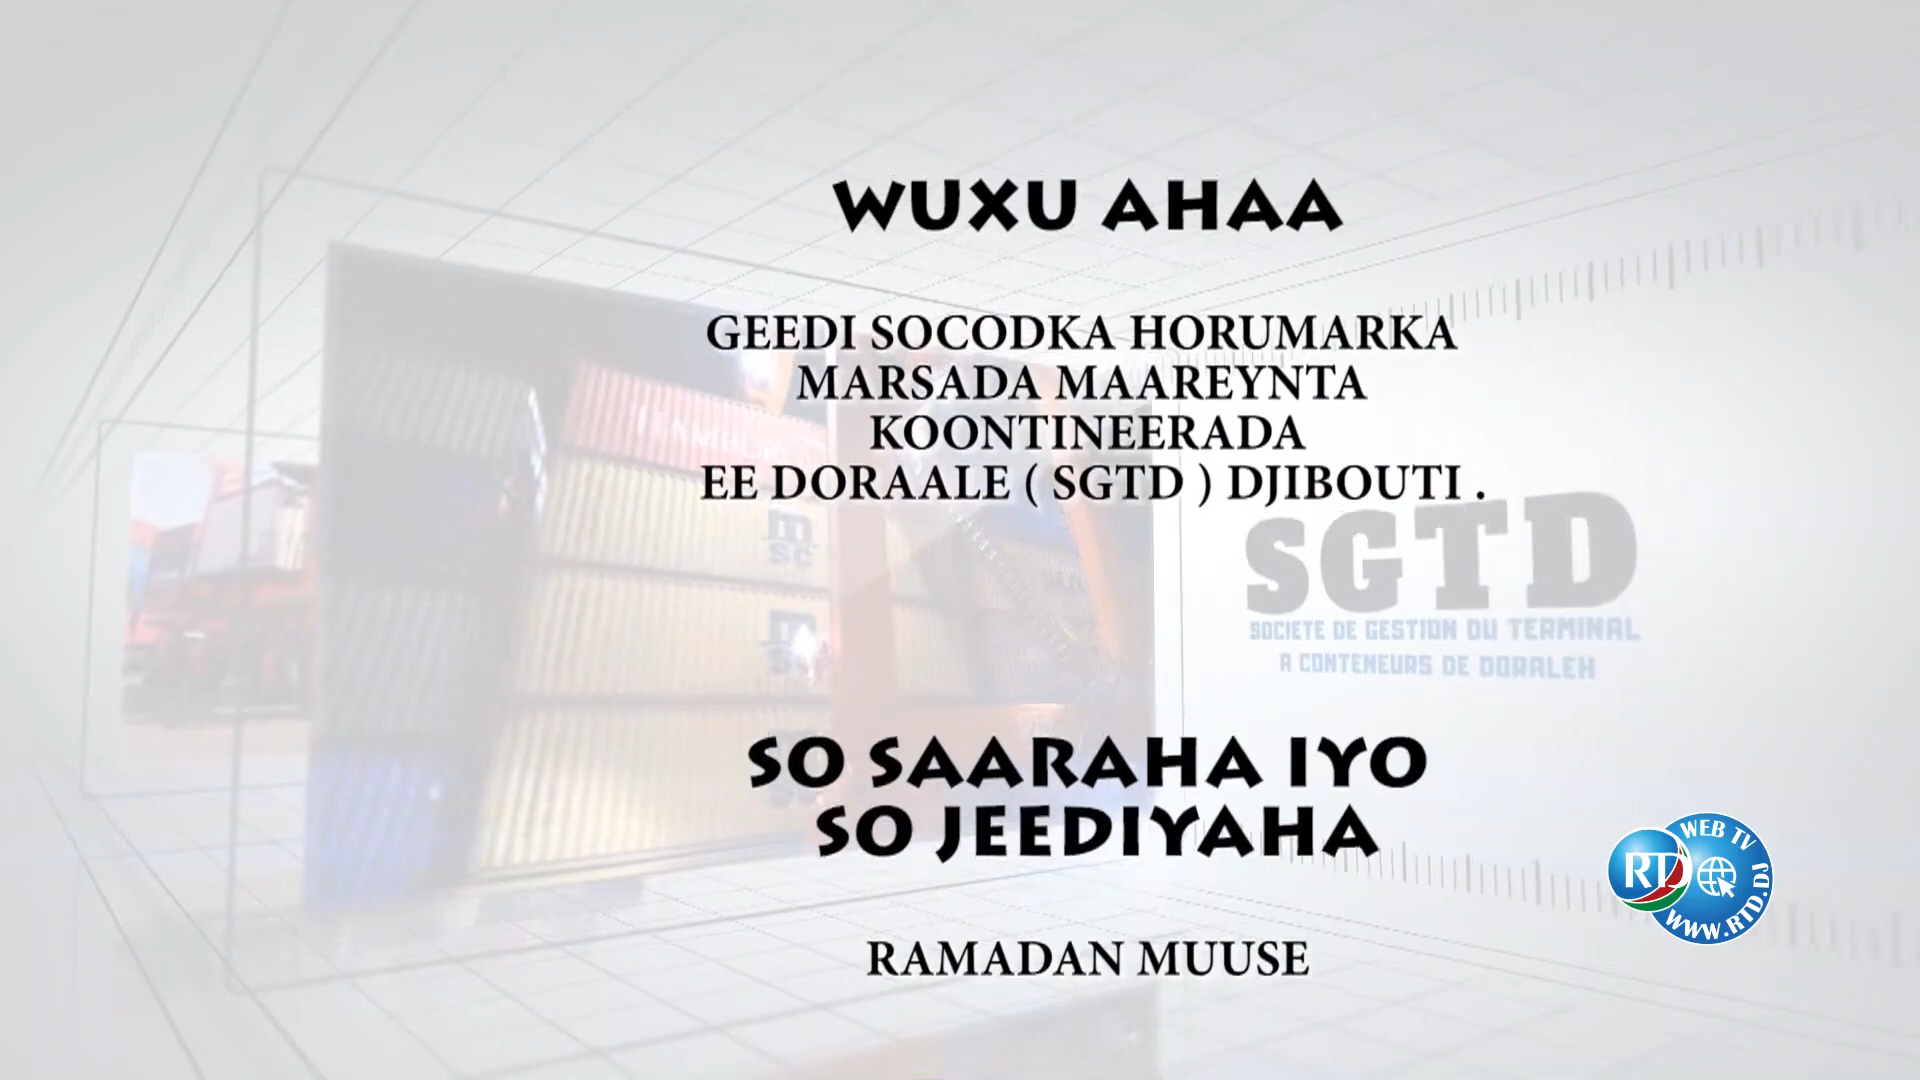 WUXU AHAA
GEEDI SOCODKA HORUMARKA
MARSADA MAAREYNTA
KOONTINEERADA
EE DORAALE ( SGTD ) DJIBOUTI .
m
sc
SGTD
SOCIETE DE GESTION DU TERMINAL
A CONTENEURS DE DORALEH
SO SAARAHA IYO
SO JEEDIYAHA
WEB TV
RTD
WWW.RTD.DJ
RAMADAN MUUSE